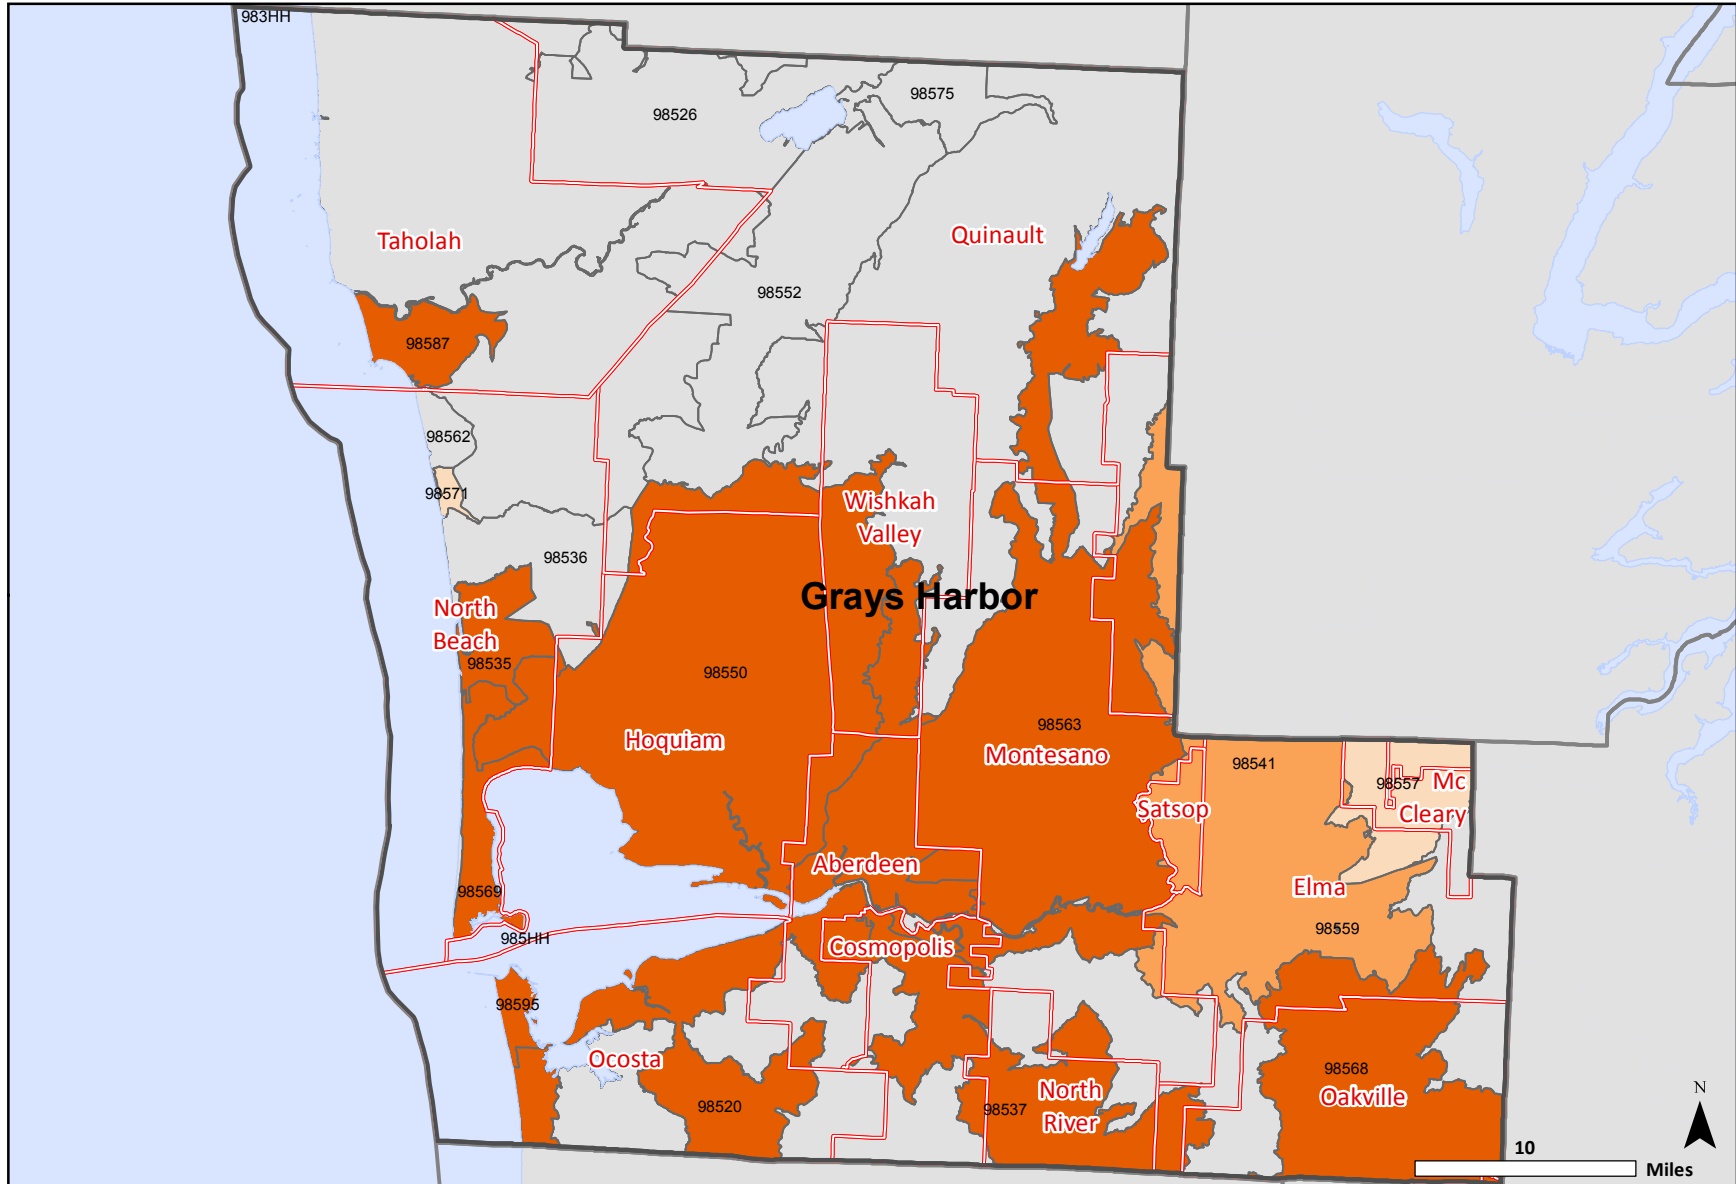 983HH
98575
98526
Taholah
Quinault
98552
98587
98562
98571
Wishkah
Valley
98536
Grays Harbor
North
Beach
98535
98550
98563
Hoquiam
Montesano
98541
98557
Mc
Cleary
Satsop
Aberdeen
Elma
98569
98559
985HH
Cosmopolis
98595
Ocosta
98568
Oakville
98520
98537
North
River
N
10
Miles